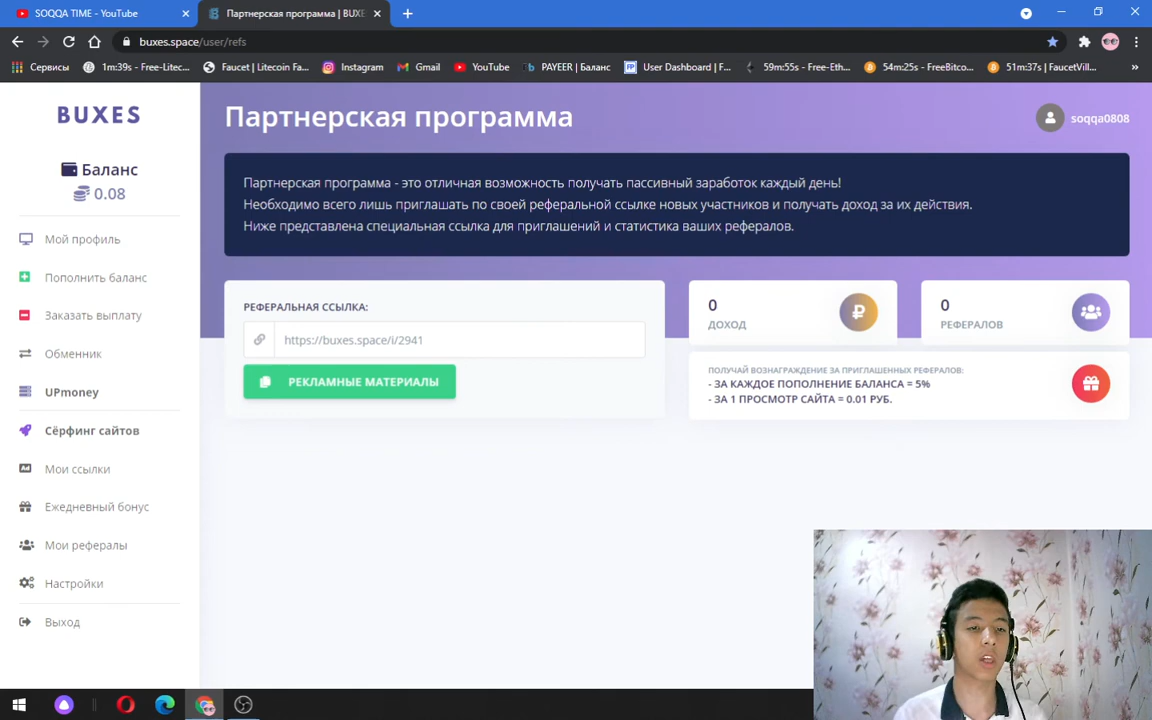 SOQQA TIME - YouTube
Партнерская программа | BUXE
buxes.space/user/refs
Сервисы
1m:39s - Free-Litec...
Faucet | Litecoin Fa...
Instagram
Gmail
YouTube
PAYEER | Баланс
User Dashboard | F...
59m:55s - Free-Eth...
54m:25s - FreeBitco...
51m:37s | FaucetVill...
»
BUXES
Партнерская программа
soqqa0808
Баланс
0.08
Партнерская программа - это отличная возможность получать пассивный заработок каждый день!
Необходимо всего лишь приглашать по своей реферальной ссылке новых участников и получать доход за их действия.
Ниже представлена специальная ссылка для приглашений и статистика ваших рефералов.
Мой профиль
Пополнить баланс
Заказать выплату
Обменник
UPmoney
Сёрфинг сайтов
Мои ссылки
Ежедневный бонус
Мои рефералы
Настройки
Выход
РЕФЕРАЛЬНАЯ ССЫЛКА:
https://buxes.space/i/2941
РЕКЛАМНЫЕ МАТЕРИАЛЫ
0
ДОХОД
0
РЕФЕРАЛОВ
ПОЛУЧАЙ ВОЗНАГРАЖДЕНИЕ ЗА ПРИГЛАШЕННЫХ РЕФЕРАЛОВ:
- ЗА КАЖДОЕ ПОПОЛНЕНИЕ БАЛАНСА = 5%
- ЗА 1 ПРОСМОТР САЙТА = 0.01 РУБ.